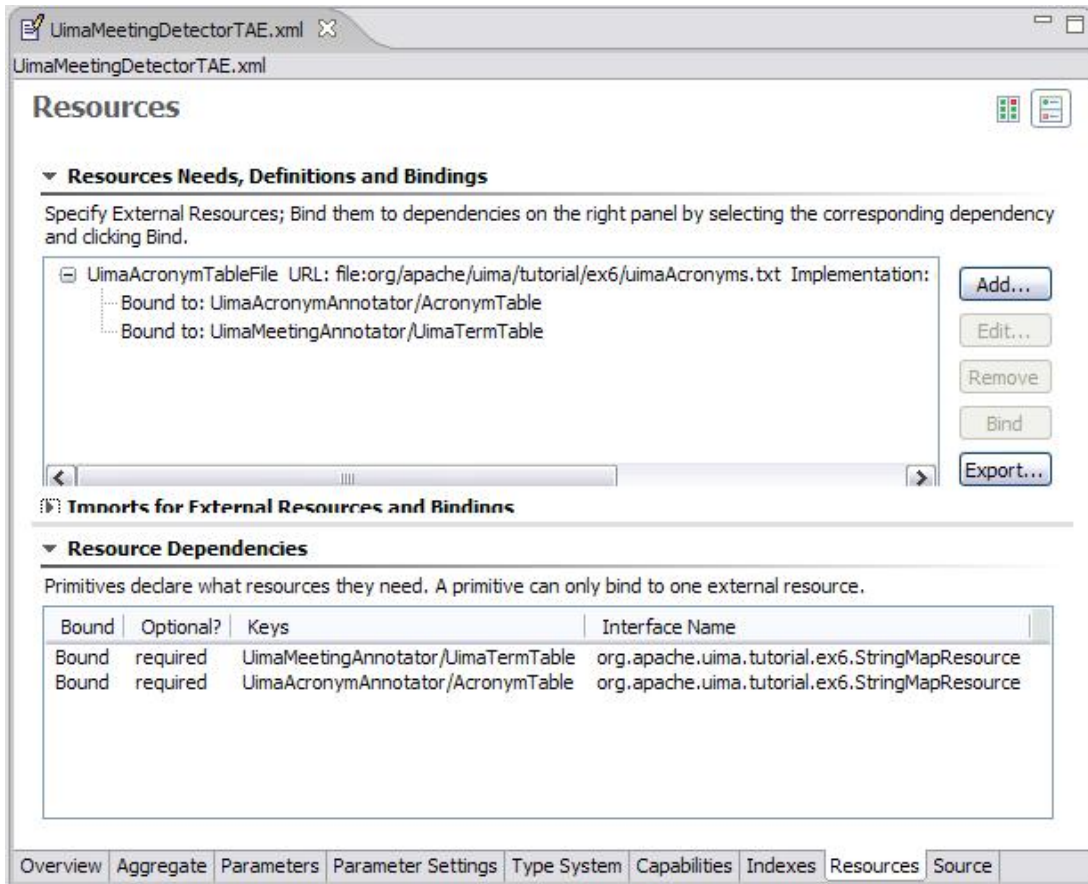 UimaMeetingDetectorTAE.xml
UimaMeetingDetectorTAE.xml
Resources
Resources Needs, Definitions and Bindings
Specify External Resources; Bind them to dependencies on the right panel by selecting the corresponding dependency
and clicking Bind.
UimaAcronymTableFile URL: file:org/apache/uima/tutorial/ex6/uimaAcronyms.txt Implementation:
Bound to: UimaAcronymAnnotator/AcronymTable
Bound to: UimaMeetingAnnotator/UimaTermTable
Add...
Edit...
Remove
Bind
Export...
Imports for External Resources and Bindings
Resource Dependencies
Primitives declare what resources they need. A primitive can only bind to one external resource.
Bound Optional? Keys Interface Name
Bound required UimaMeetingAnnotator/UimaTermTable org.apache.uima.tutorial.ex6.StringMapResource
Bound required UimaAcronymAnnotator/AcronymTable org.apache.uima.tutorial.ex6.StringMapResource
Overview Aggregate Parameters Parameter Settings Type System Capabilities Indexes Resources Source